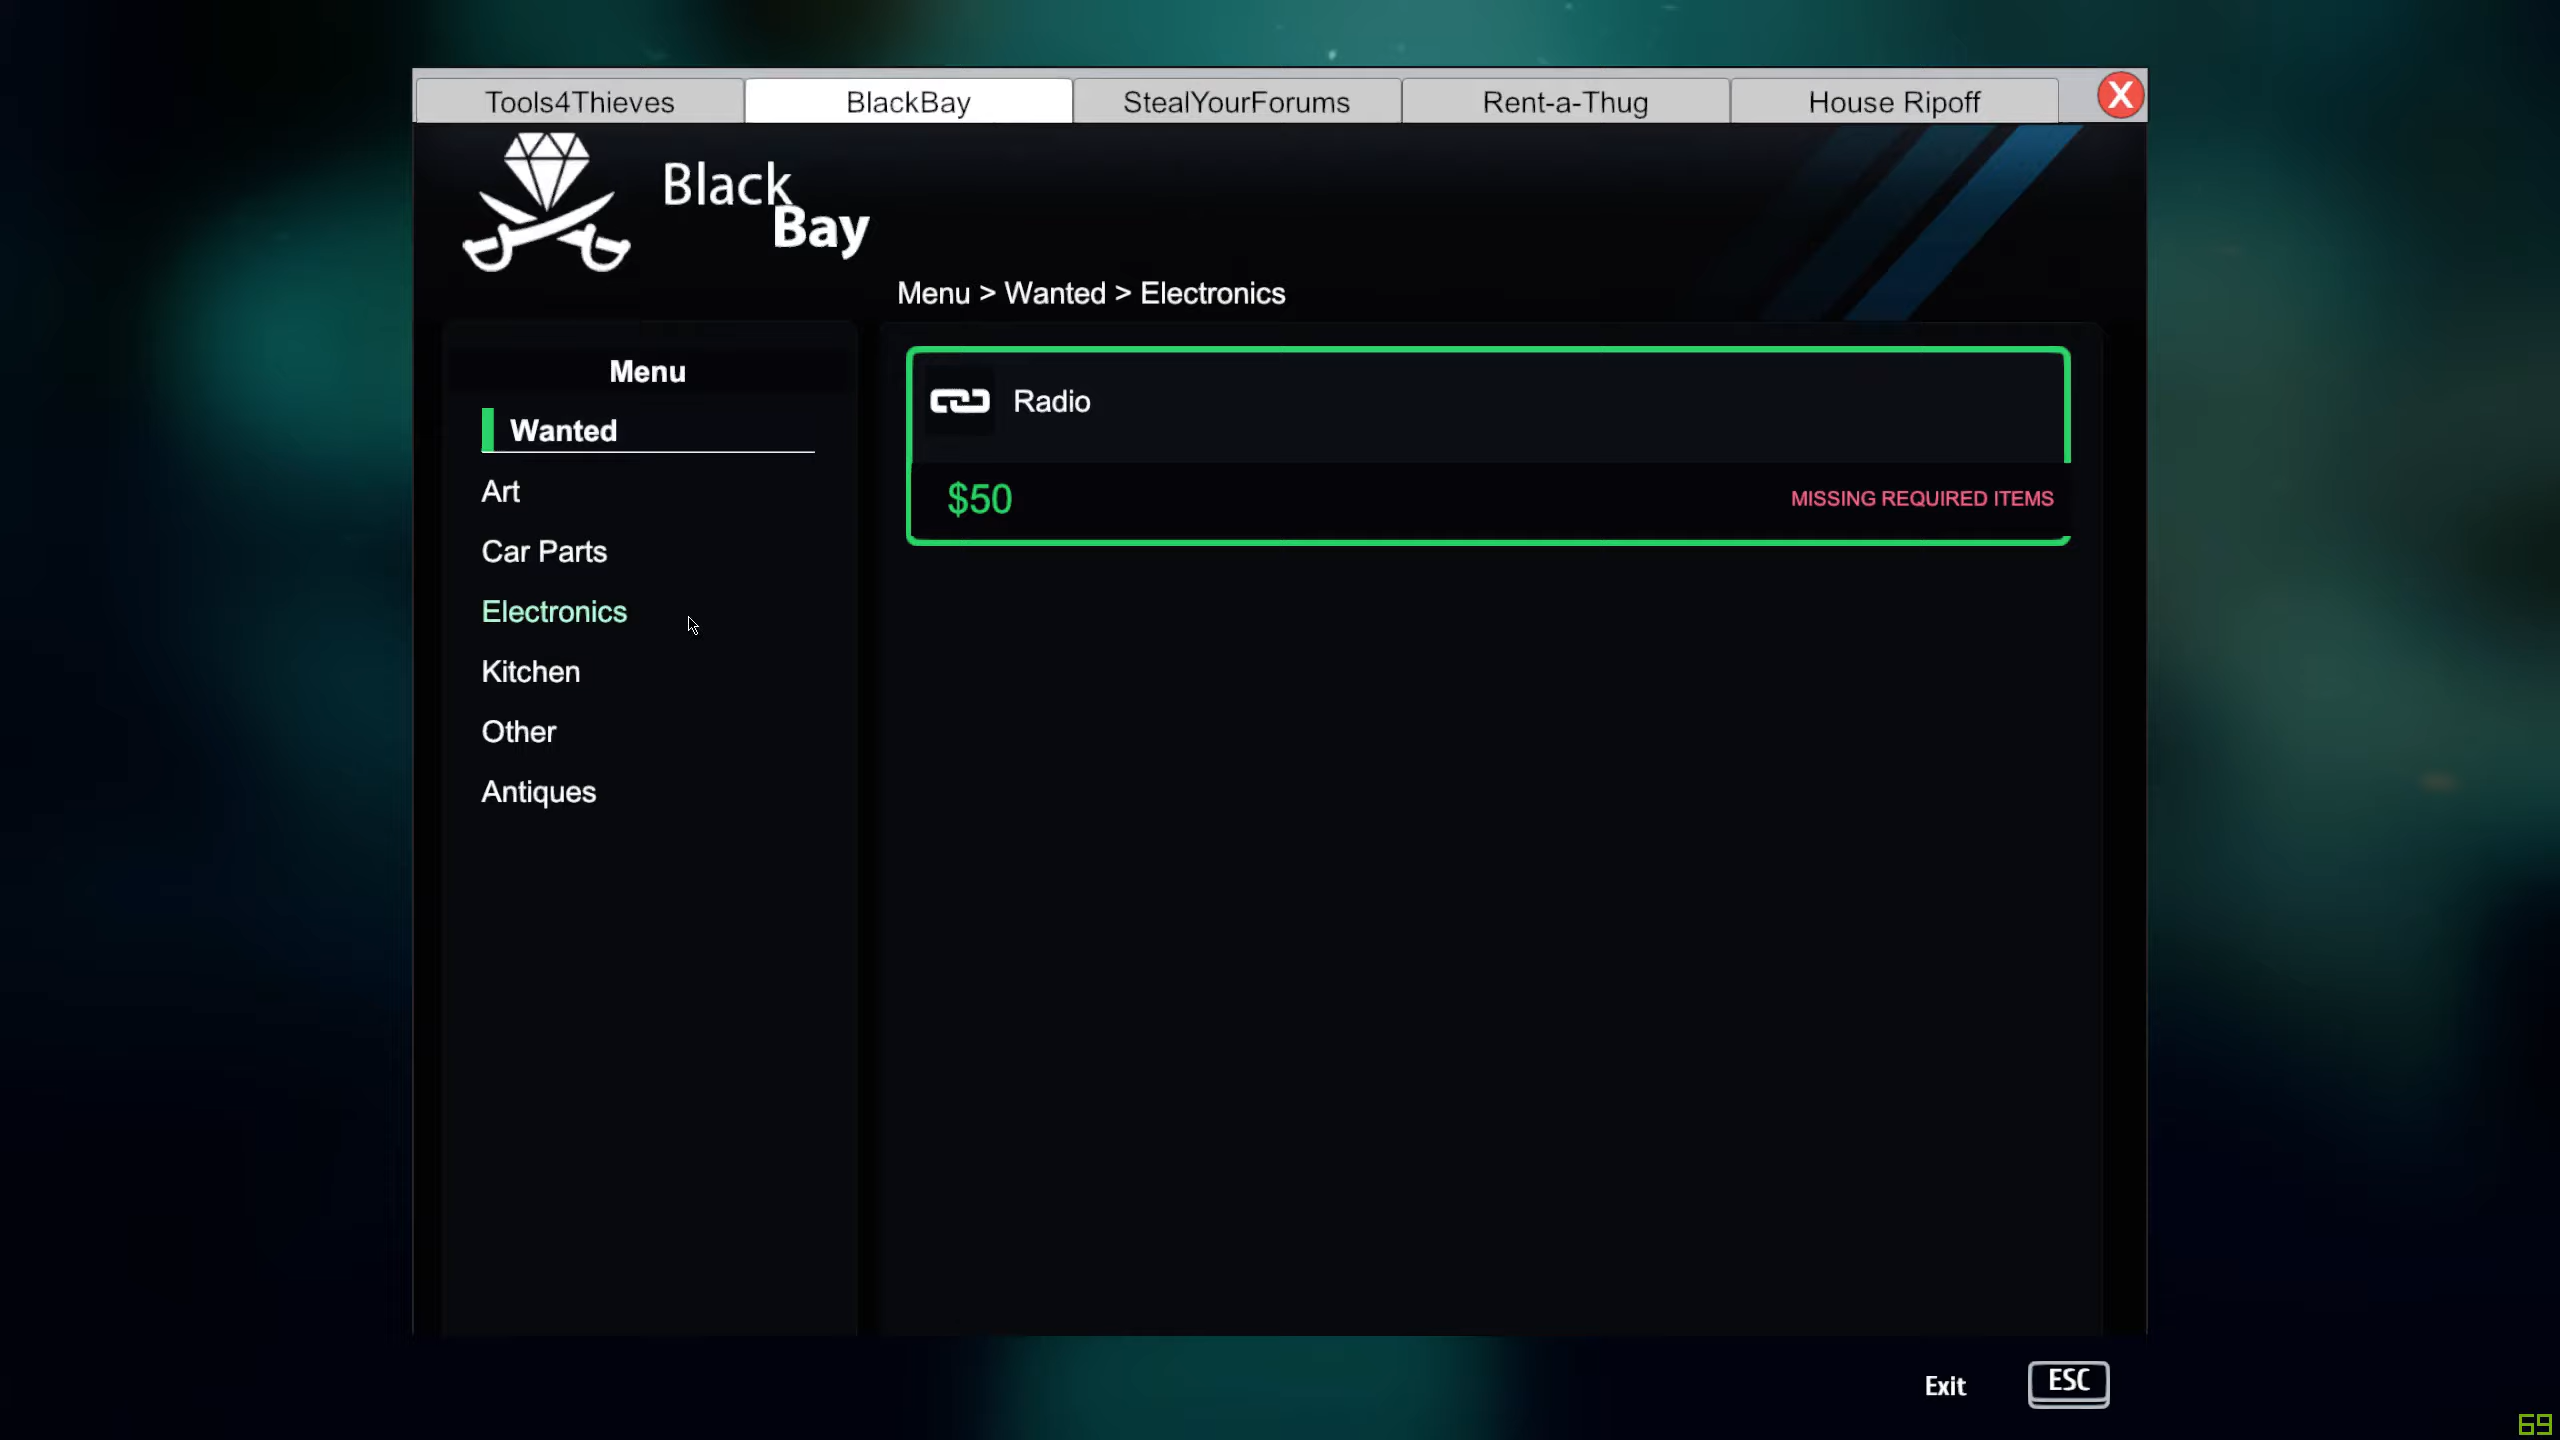 Tools4Thieves
BlackBay
StealYourForums
Rent-a-Thug
House Ripoff
X
Black
Bay
Menu > Wanted > Electronics
Menu
Wanted
Art
Car Parts
Electronics
Kitchen
Other
Antiques
Radio
$50
MISSING REQUIRED ITEMS
Exit
ESC
69